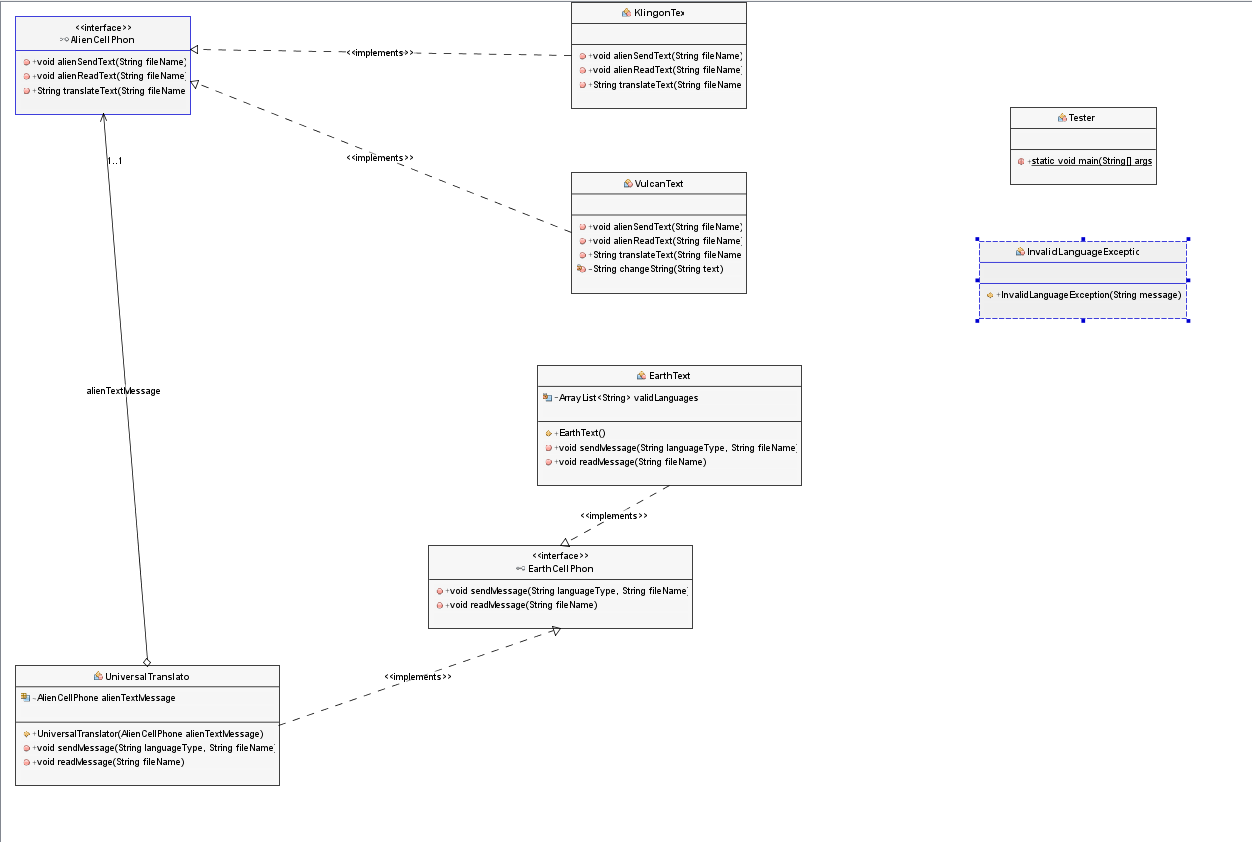 <<interface>>
AlienCellPhon
+void alienSendText(String fileName)
+void alienReadText(String fileName)
+String translateText(String fileName
<<implements>>
KlingonTex
+void alienSendText(String fileName)
+void alienReadText(String fileName)
+String translateText(String fileName
<<implements>>
VulcanText
+void alienSendText(String fileName)
+void alienReadText(String fileName)
+String translateText(String fileName
-String changeString(String text)
Tester
+static void main(String[] args
InvalidLanguageExceptic
+InvalidLanguageException(String message)
1..1
alienTextMessage
EarthText
-ArrayList<String> validLanguages
+EarthText()
+void sendMessage(String languageType, String fileName)
+void readMessage(String fileName)
<<implements>>
<<interface>>
EarthCellPhon
+void sendMessage(String languageType, String fileName)
+void readMessage(String fileName)
<<implements>>
UniversalTranslato
-AlienCellPhone alienTextMessage
+UniversalTranslator(AlienCellPhone alienTextMessage)
+void sendMessage(String languageType, String fileName)
+void readMessage(String fileName)